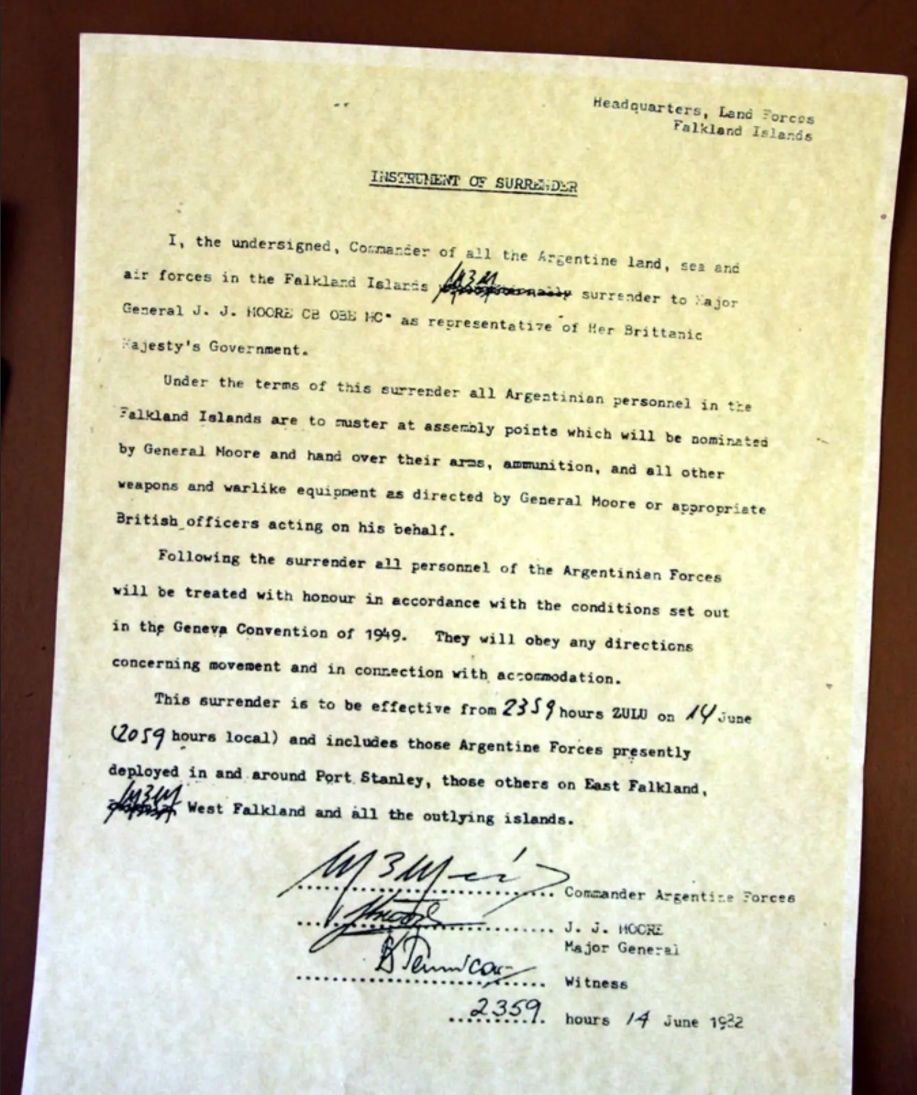 Headquarters, Land Forces
Falkland Islands
INSTRUMENT OF SURRENDER
I, the undersigned, Commander of all the Argentine land, sea and
air forces in the Falkland Islands surrender to Major
General J. J. MOORE CB OBE MC* as representative of Her Brittanic
Majesty's Government.
Under the terms of this surrender all Argentinian personnel in the
Falkland Islands are to muster at assembly points which will be nominated
by General Moore and hand over their arms, ammunition, and all other
weapons and warlike equipment as directed by General Moore or appropriate
British officers acting on his behalf.
Following the surrender all personnel of the Argentinian Forces
will be treated with honour in accordance with the conditions set out
in the Geneva Convention of 1949. They will obey any directions
concerning movement and in connection with accommodation.
This surrender is to be effective from 2359 hours ZULU on 14 June
(2059 hours local) and includes those Argentine Forces presently
deployed in and around Port Stanley, those others on East Falkland,
West Falkland and all the outlying islands.
Commander Argentine Forces
J. J. MOORE
Major General
Witness
2359 hours 14 June 1982